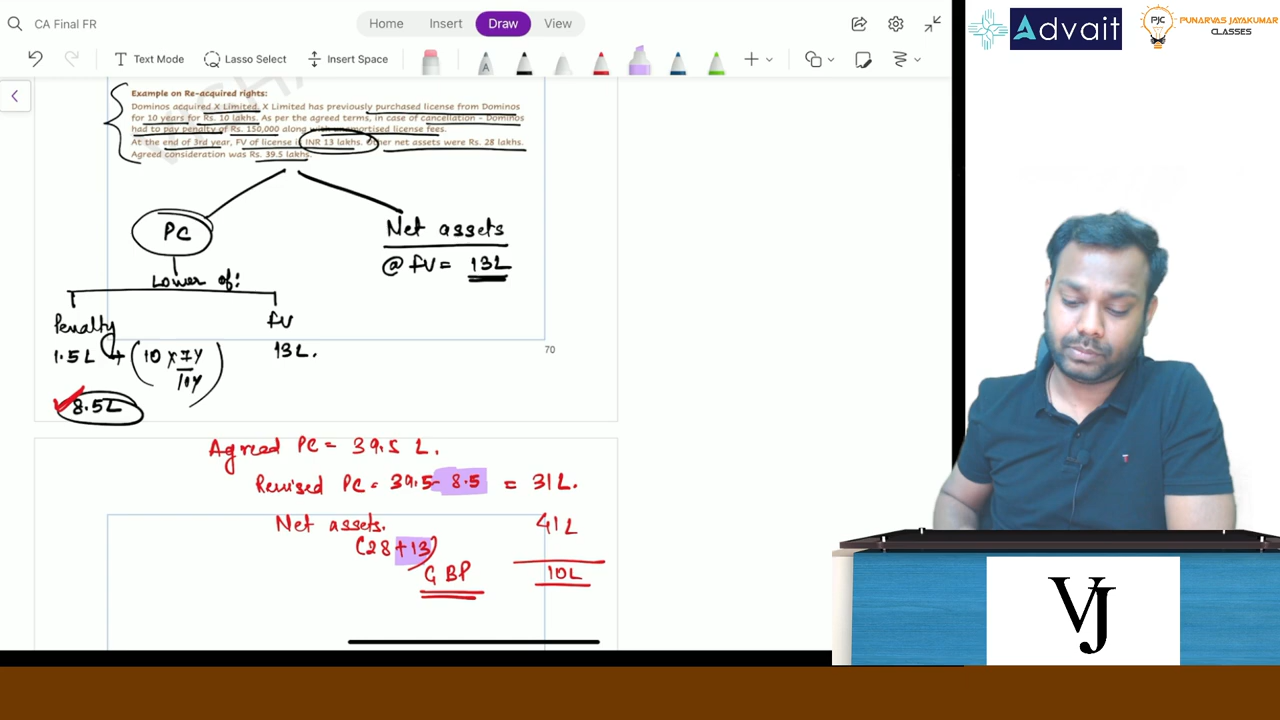 CA Final FR
Home Insert Draw View
Text Mode Lasso Select Insert Space
Advait
PJC PUNARVAS JAYAKUMAR
CLASSES
Example on Re-acquired rights:
Dominos acquired X Limited. X Limited has previously purchased license from Dominos
for 10 years for Rs. 10 lakhs. As per the agreed terms, in case of cancellation - Dominos
had to pay penalty of Rs. 150,000 along with unamortised license fees.
At the end of 3rd year, FV of license is INR 13 lakhs. Other net assets were Rs. 28 lakhs.
Agreed consideration was Rs. 39.5 lakhs.
PC
Net assets
@ FV = 13L
Lower of:
Penalty FV
1.5L + (10 x 7Y/10Y) 13L.
8.5L
70
Agreed PC = 39.5 L.
Revised PC = 39.5 - 8.5 = 31L.
Net assets. 41L
(28 + 13)
GBP 10L
VJ